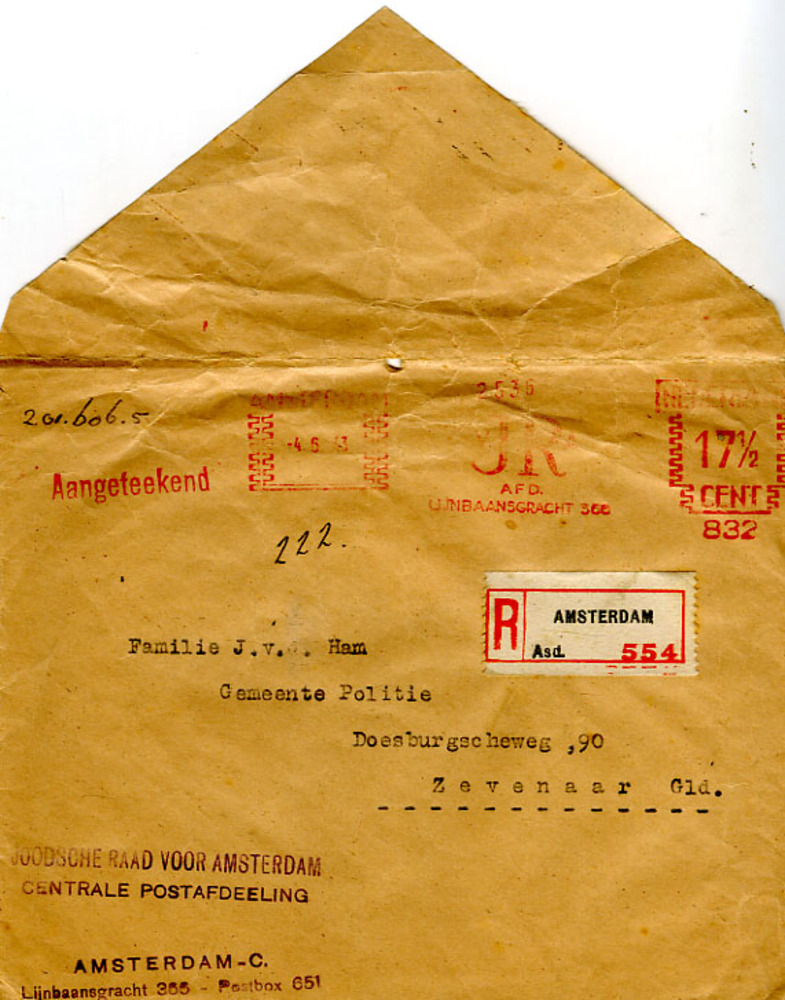 2536
201.606.5
-4.6 43
JR
17½
Aangeteekend
AFD.
CENT
LIJNBAANSGRACHT 366
832
222.
R AMSTERDAM
Asd. 554
Familie J.v.d. Ham
Gemeente Politie
Doesburgscheweg ,90
Zevenaar Gld.
JOODSCHE RAAD VOOR AMSTERDAM
CENTRALE POSTAFDEELING
AMSTERDAM-C.
Lijnbaansgracht 366 - Postbox 651